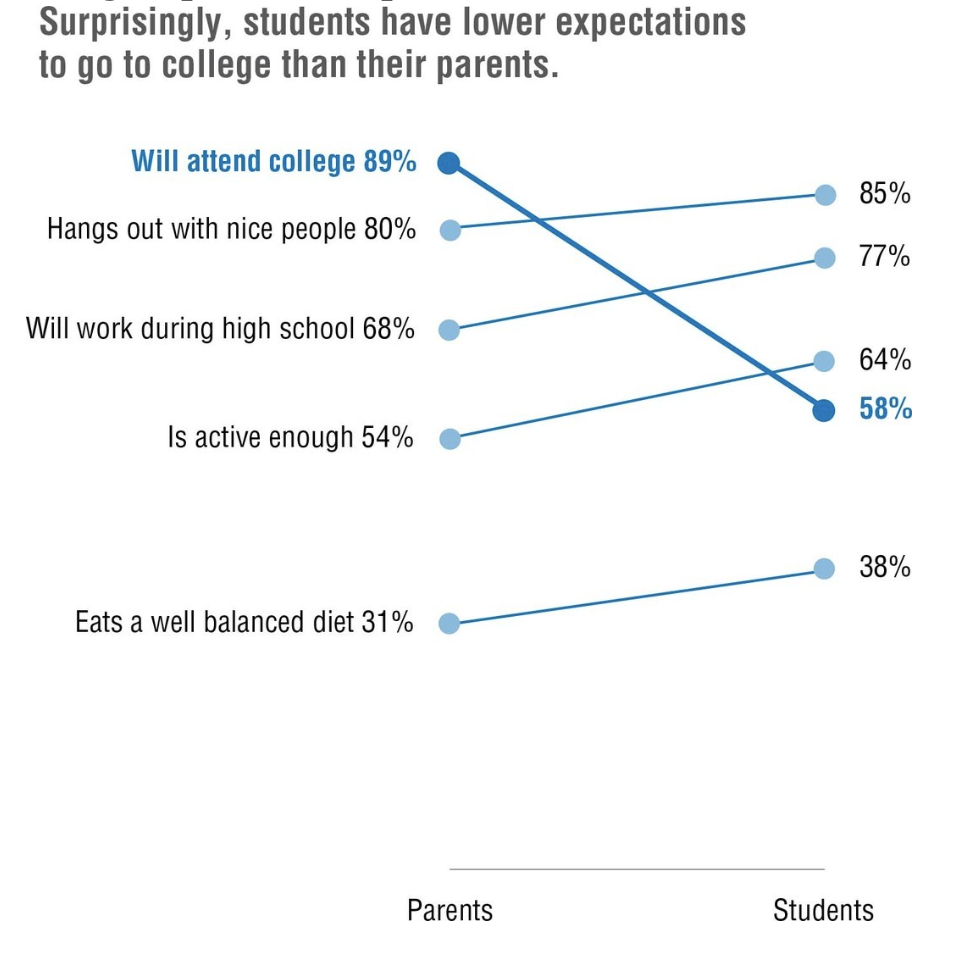 Surprisingly, students have lower expectations
to go to college than their parents.
Will attend college 89%
85%
Hangs out with nice people 80%
77%
Will work during high school 68%
64%
58%
Is active enough 54%
38%
Eats a well balanced diet 31%
Parents Students